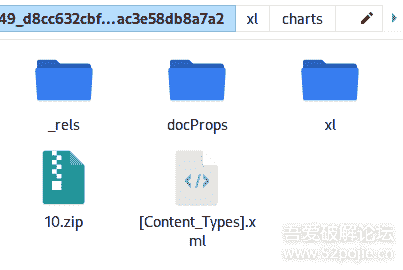 49_d8cc632cbf...ac3e58db8a7a2 xl charts
_rels docProps xl
10.zip [Content_Types].x
ml
吾爱破解论坛
www.52pojie.cn